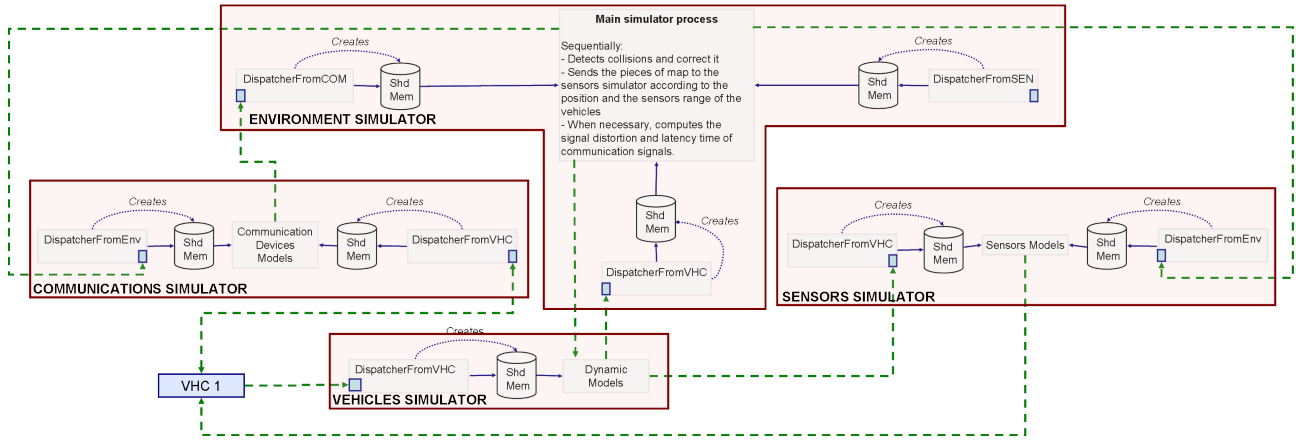 Main simulator process
Sequentially:
- Detects collisions and correct it
- Sends the pieces of map to the
sensors simulator according to the
position and the sensors range of the
vehicles
- When necessary, computes the
signal distortion and latency time of
communication signals.
Creates
DispatcherFromCOM
Shd
Mem
ENVIRONMENT SIMULATOR
Creates
DispatcherFromSEN
Shd
Mem
Shd
Mem
Creates
DispatcherFromVHC
Creates
DispatcherFromEnv
Shd
Mem
Communication
Devices
Models
Creates
Shd
Mem
DispatcherFromVHC
COMMUNICATIONS SIMULATOR
Creates
DispatcherFromVHC
Shd
Mem
Sensors Models
Creates
Shd
Mem
DispatcherFromEnv
SENSORS SIMULATOR
Creates
DispatcherFromVHC
Shd
Mem
Dynamic
Models
VEHICLES SIMULATOR
VHC 1